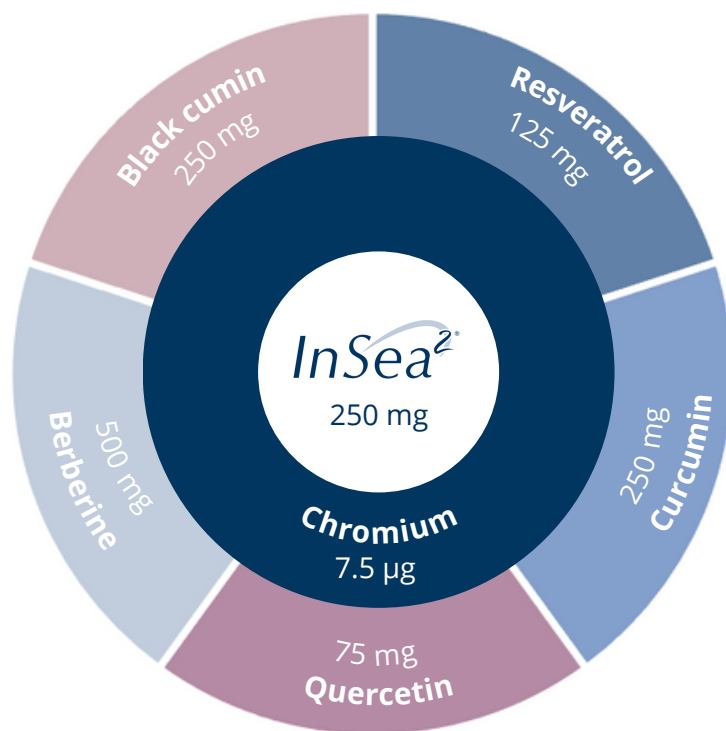 Black cumin
250 mg
Resveratrol
125 mg
InSea2®
250 mg
Berberine
500 mg
250 mg
Curcumin
Chromium
7.5 µg
75 mg
Quercetin